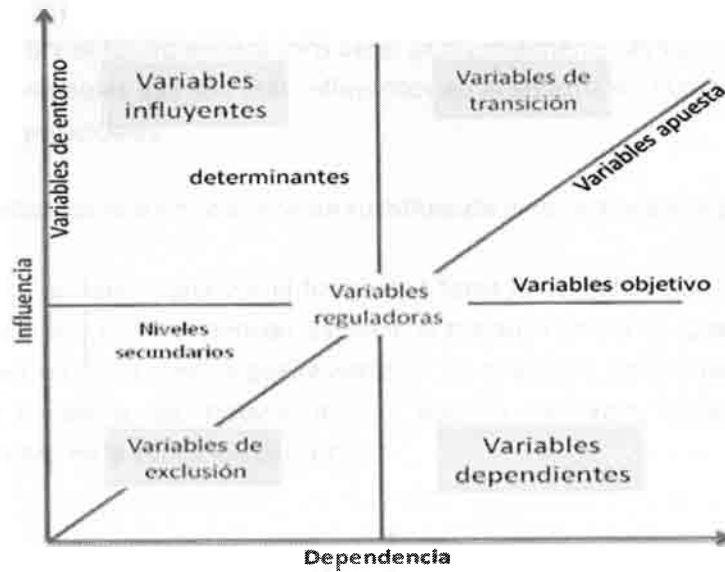 Variables
influyentes
Variables de
transición
Variables de entorno
Variables apuesta
determinantes
Influencia
Variables objetivo
Variables
reguladoras
Niveles
secundarios
Variables de
exclusión
Variables
dependientes
Dependencia